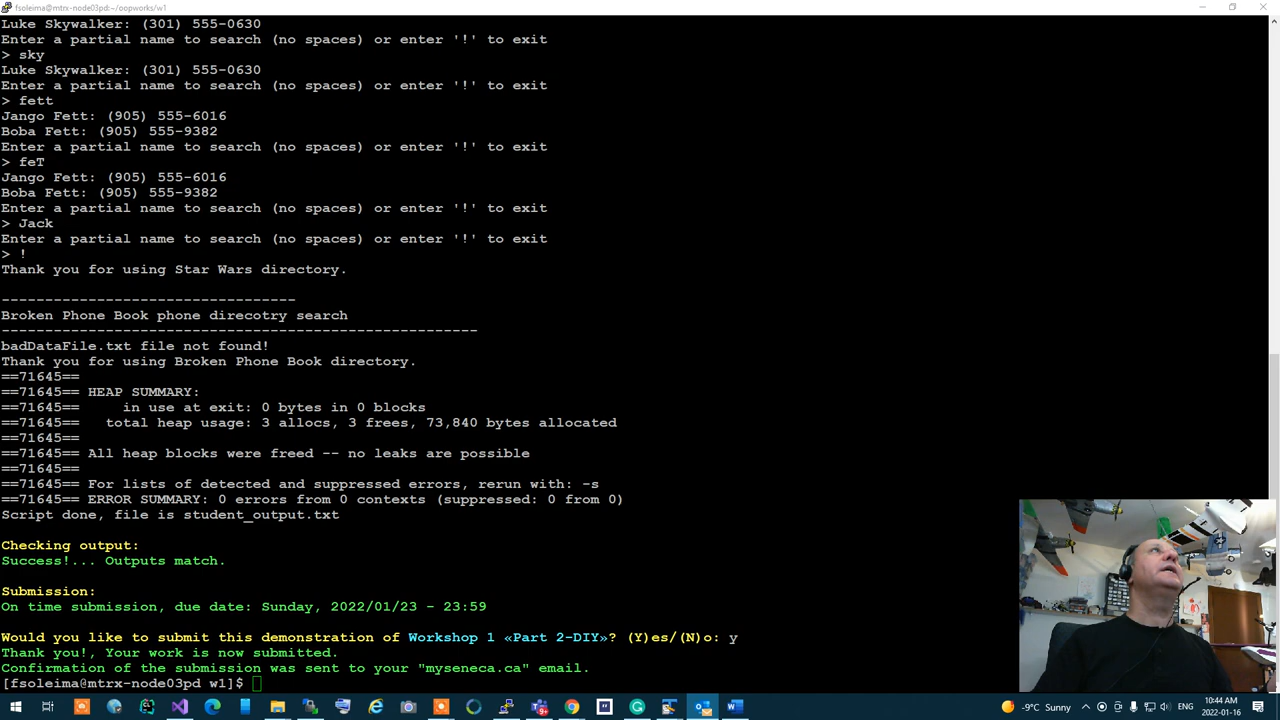 fsoleima@mtrx-node03pd:~/oopworks/w1
Luke Skywalker: (301) 555-0630
Enter a partial name to search (no spaces) or enter '!' to exit
> sky
Luke Skywalker: (301) 555-0630
Enter a partial name to search (no spaces) or enter '!' to exit
> fett
Jango Fett: (905) 555-6016
Boba Fett: (905) 555-9382
Enter a partial name to search (no spaces) or enter '!' to exit
> feT
Jango Fett: (905) 555-6016
Boba Fett: (905) 555-9382
Enter a partial name to search (no spaces) or enter '!' to exit
> Jack
Enter a partial name to search (no spaces) or enter '!' to exit
> !
Thank you for using Star Wars directory.
----------------------------------
Broken Phone Book phone direcotry search
-------------------------------------------------------
badDataFile.txt file not found!
Thank you for using Broken Phone Book directory.
==71645==
==71645== HEAP SUMMARY:
==71645==     in use at exit: 0 bytes in 0 blocks
==71645==   total heap usage: 3 allocs, 3 frees, 73,840 bytes allocated
==71645==
==71645== All heap blocks were freed -- no leaks are possible
==71645==
==71645== For lists of detected and suppressed errors, rerun with: -s
==71645== ERROR SUMMARY: 0 errors from 0 contexts (suppressed: 0 from 0)
Script done, file is student_output.txt
Checking output:
Success!... Outputs match.
Submission:
On time submission, due date: Sunday, 2022/01/23 - 23:59
Would you like to submit this demonstration of Workshop 1 «Part 2-DIY»? (Y)es/(N)o: y
Thank you!, Your work is now submitted.
Confirmation of the submission was sent to your "myseneca.ca" email.
[fsoleima@mtrx-node03pd w1]$
-9°C Sunny
ENG
10:44 AM
2022-01-16